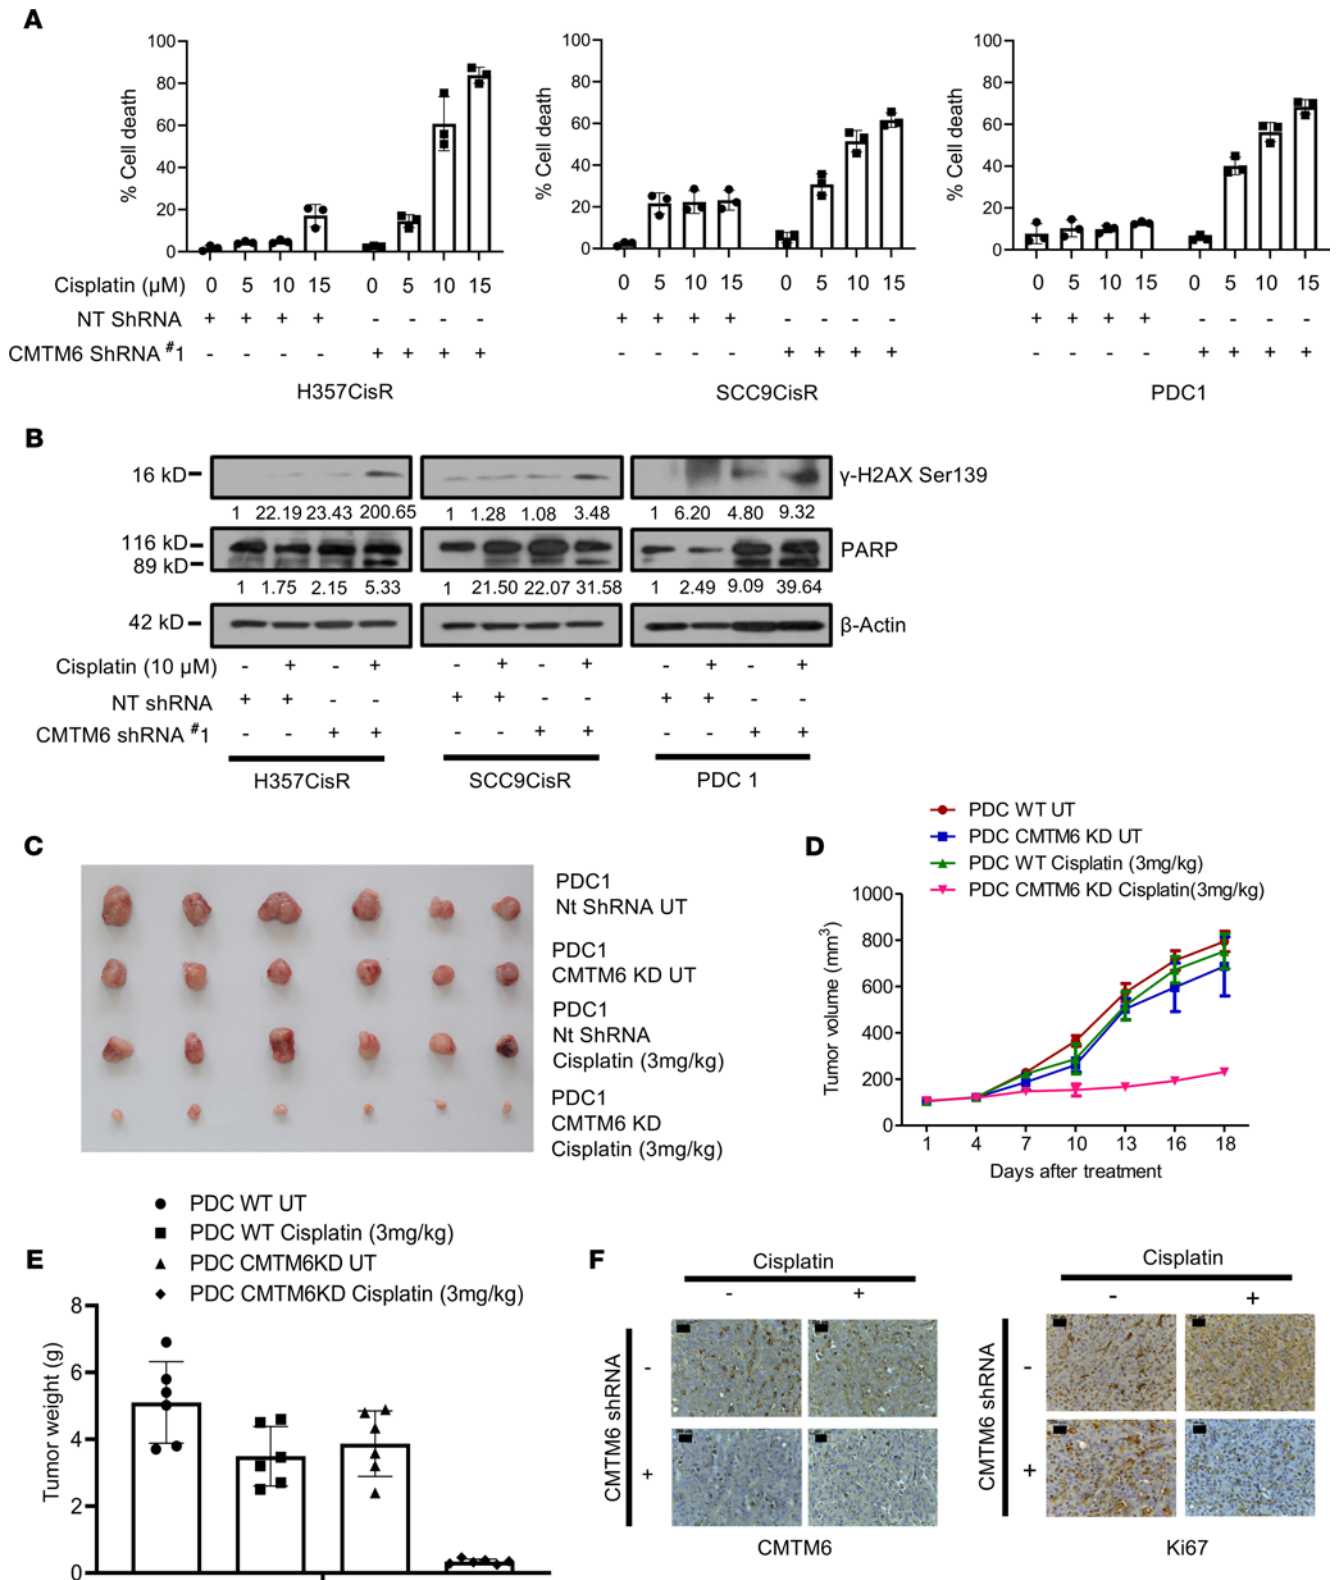 A
100
80
60
40
20
0
% Cell death
100
80
60
40
20
0
% Cell death
100
80
60
40
20
0
% Cell death
Cisplatin (µM) 0 5 10 15 0 5 10 15 0 5 10 15 0 5 10 15 0 5 10 15 0 5 10 15
NT ShRNA + + + + - - - - + + + + - - - - + + + + - - - -
CMTM6 ShRNA #1 - - - - + + + + - - - - + + + + - - - - + + + +
H357CisR SCC9CisR PDC1
B
16 kD γ-H2AX Ser139
1 22.19 23.43 200.65 1 1.28 1.08 3.48 1 6.20 4.80 9.32
116 kD PARP
89 kD
1 1.75 2.15 5.33 1 21.50 22.07 31.58 1 2.49 9.09 39.64
42 kD β-Actin
Cisplatin (10 µM) - + - + - + - + - + - +
NT shRNA + + - - + + - - + + - -
CMTM6 shRNA #1 - - + + - - + + - - + +
H357CisR SCC9CisR PDC 1
C
PDC1
Nt ShRNA UT
PDC1
CMTM6 KD UT
PDC1
Nt ShRNA
Cisplatin (3mg/kg)
PDC1
CMTM6 KD
Cisplatin (3mg/kg)
D
PDC WT UT
PDC CMTM6 KD UT
PDC WT Cisplatin (3mg/kg)
PDC CMTM6 KD Cisplatin(3mg/kg)
1000
800
600
400
200
0
Tumor volume (mm3)
1 4 7 10 13 16 18
Days after treatment
E
PDC WT UT
PDC WT Cisplatin (3mg/kg)
PDC CMTM6KD UT
PDC CMTM6KD Cisplatin (3mg/kg)
8
6
4
2
0
Tumor weight (g)
F
Cisplatin
- +
CMTM6 shRNA
-
+
CMTM6
Cisplatin
- +
CMTM6 shRNA
-
+
Ki67